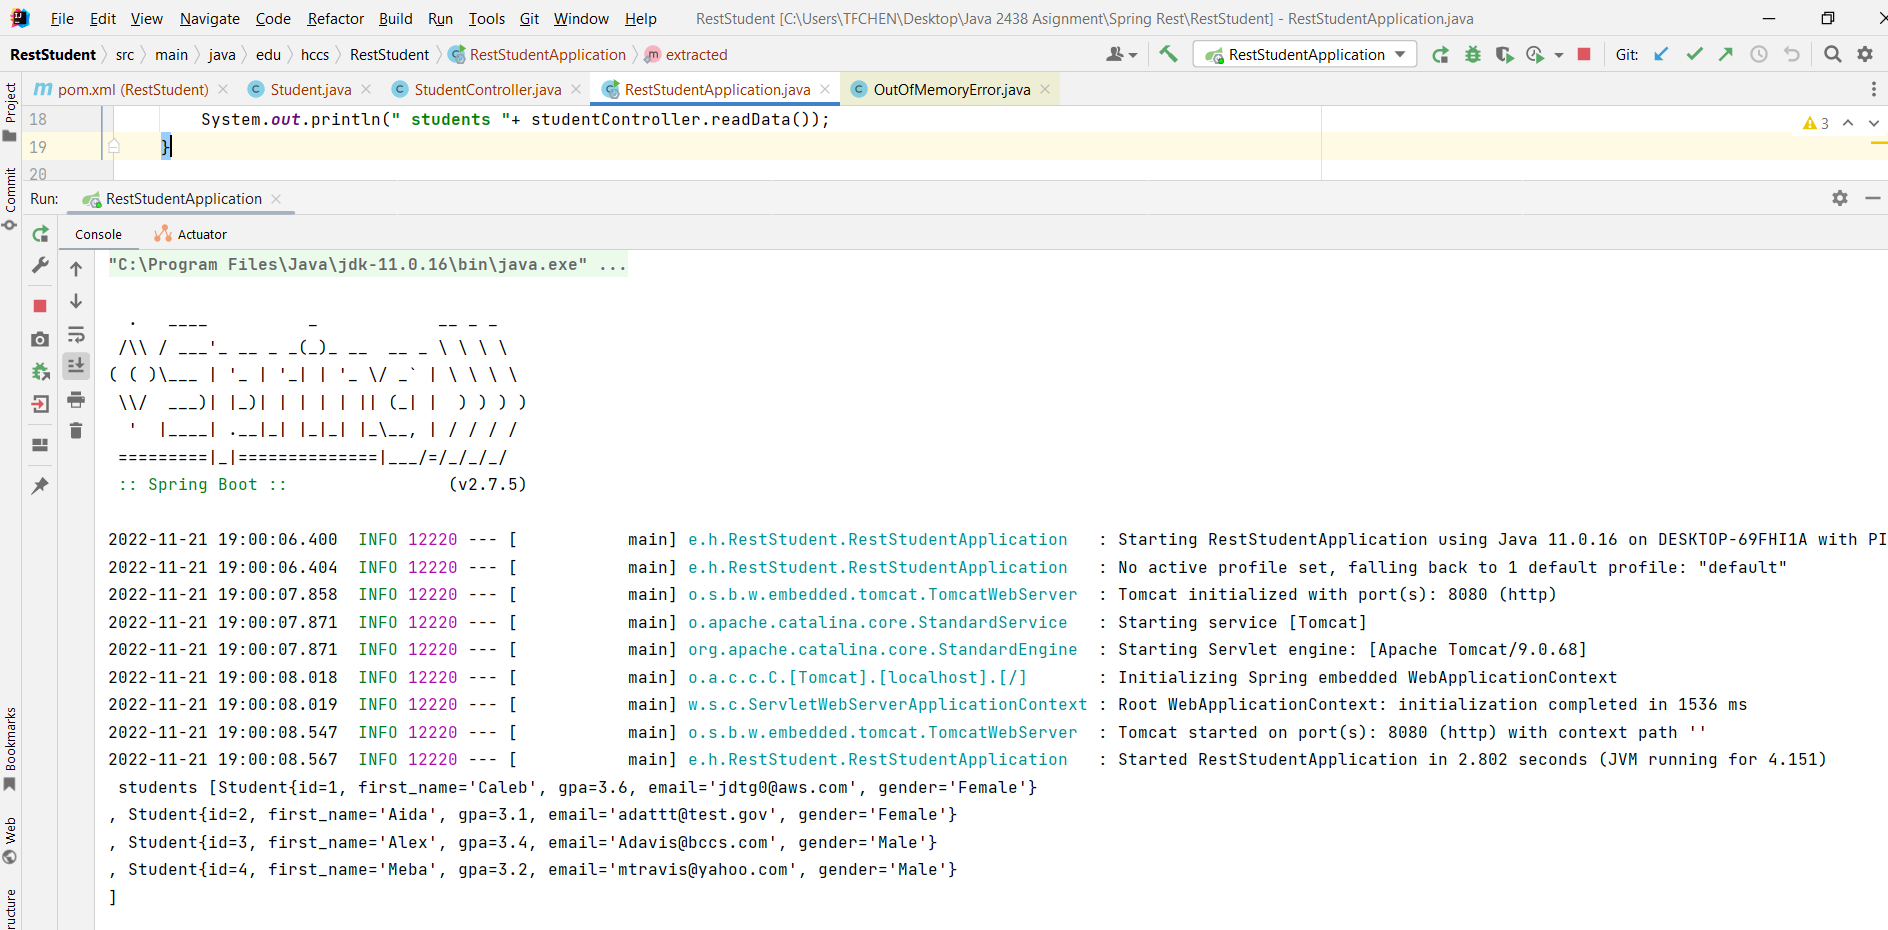 File Edit View Navigate Code Refactor Build Run Tools Git Window Help RestStudent [C:\Users\TFCHEN\Desktop\Java 2438 Asignment\Spring Rest\RestStudent] - RestStudentApplication.java
RestStudent src main java edu hccs RestStudent RestStudentApplication extracted RestStudentApplication Git:
pom.xml (RestStudent) Student.java StudentController.java RestStudentApplication.java OutOfMemoryError.java
Project
Commit
18 System.out.println(" students "+ studentController.readData());
3
19 }
20
Run: RestStudentApplication
Console Actuator
"C:\Program Files\Java\jdk-11.0.16\bin\java.exe" ...
  .   ____          _            __ _ _
 /\\ / ___'_ __ _ _(_)_ __  __ _ \ \ \ \
( ( )\___ | '_ | '_| | '_ \/ _` | \ \ \ \
 \\/  ___)| |_)| | | | | || (_| |  ) ) ) )
  '  |____| .__|_| |_|_| |_\__, | / / / /
 =========|_|==============|___/=/_/_/_/
 :: Spring Boot ::                (v2.7.5)
2022-11-21 19:00:06.400  INFO 12220 --- [           main] e.h.RestStudent.RestStudentApplication   : Starting RestStudentApplication using Java 11.0.16 on DESKTOP-69FHI1A with PI
2022-11-21 19:00:06.404  INFO 12220 --- [           main] e.h.RestStudent.RestStudentApplication   : No active profile set, falling back to 1 default profile: "default"
2022-11-21 19:00:07.858  INFO 12220 --- [           main] o.s.b.w.embedded.tomcat.TomcatWebServer  : Tomcat initialized with port(s): 8080 (http)
2022-11-21 19:00:07.871  INFO 12220 --- [           main] o.apache.catalina.core.StandardService   : Starting service [Tomcat]
2022-11-21 19:00:07.871  INFO 12220 --- [           main] org.apache.catalina.core.StandardEngine  : Starting Servlet engine: [Apache Tomcat/9.0.68]
2022-11-21 19:00:08.018  INFO 12220 --- [           main] o.a.c.c.C.[Tomcat].[localhost].[/]       : Initializing Spring embedded WebApplicationContext
2022-11-21 19:00:08.019  INFO 12220 --- [           main] w.s.c.ServletWebServerApplicationContext : Root WebApplicationContext: initialization completed in 1536 ms
2022-11-21 19:00:08.547  INFO 12220 --- [           main] o.s.b.w.embedded.tomcat.TomcatWebServer  : Tomcat started on port(s): 8080 (http) with context path ''
2022-11-21 19:00:08.567  INFO 12220 --- [           main] e.h.RestStudent.RestStudentApplication   : Started RestStudentApplication in 2.802 seconds (JVM running for 4.151)
 students [Student{id=1, first_name='Caleb', gpa=3.6, email='jdtg0@aws.com', gender='Female'}
, Student{id=2, first_name='Aida', gpa=3.1, email='adattt@test.gov', gender='Female'}
, Student{id=3, first_name='Alex', gpa=3.4, email='Adavis@bccs.com', gender='Male'}
, Student{id=4, first_name='Meba', gpa=3.2, email='mtravis@yahoo.com', gender='Male'}
]
Bookmarks
Web
ructure